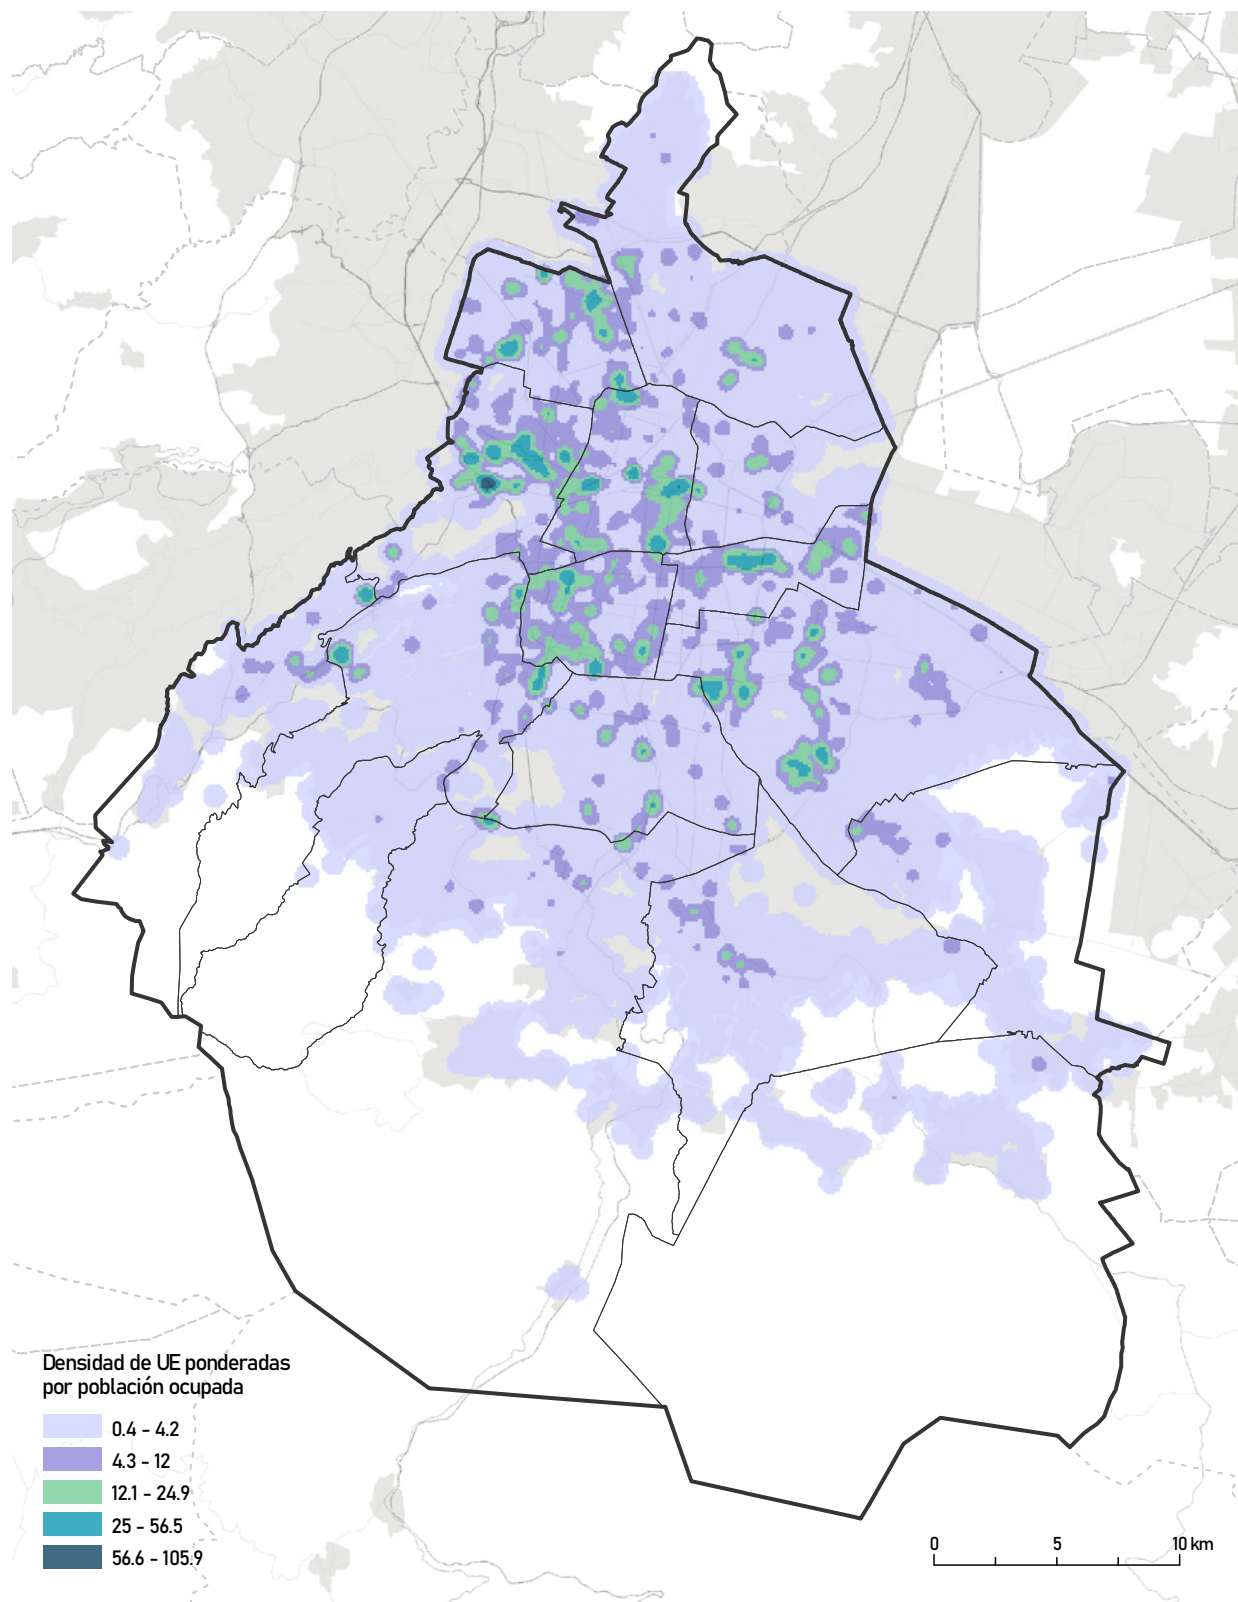 Densidad de UE ponderadas
por población ocupada
0.4 - 4.2
4.3 - 12
12.1 - 24.9
25 - 56.5
56.6 - 105.9
0 5 10 km